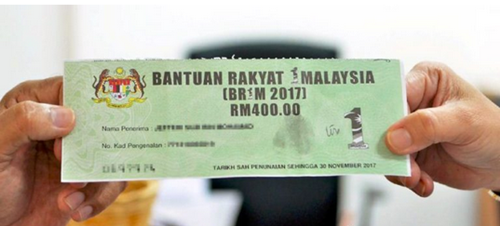 BANTUAN RAKYAT 1MALAYSIA
(BR1M 2017)
RM400.00
Nama Penerima :
No. Kad Pengenalan :
1
TARIKH SAH PENUNAIAN SEHINGGA 30 NOVEMBER 2017